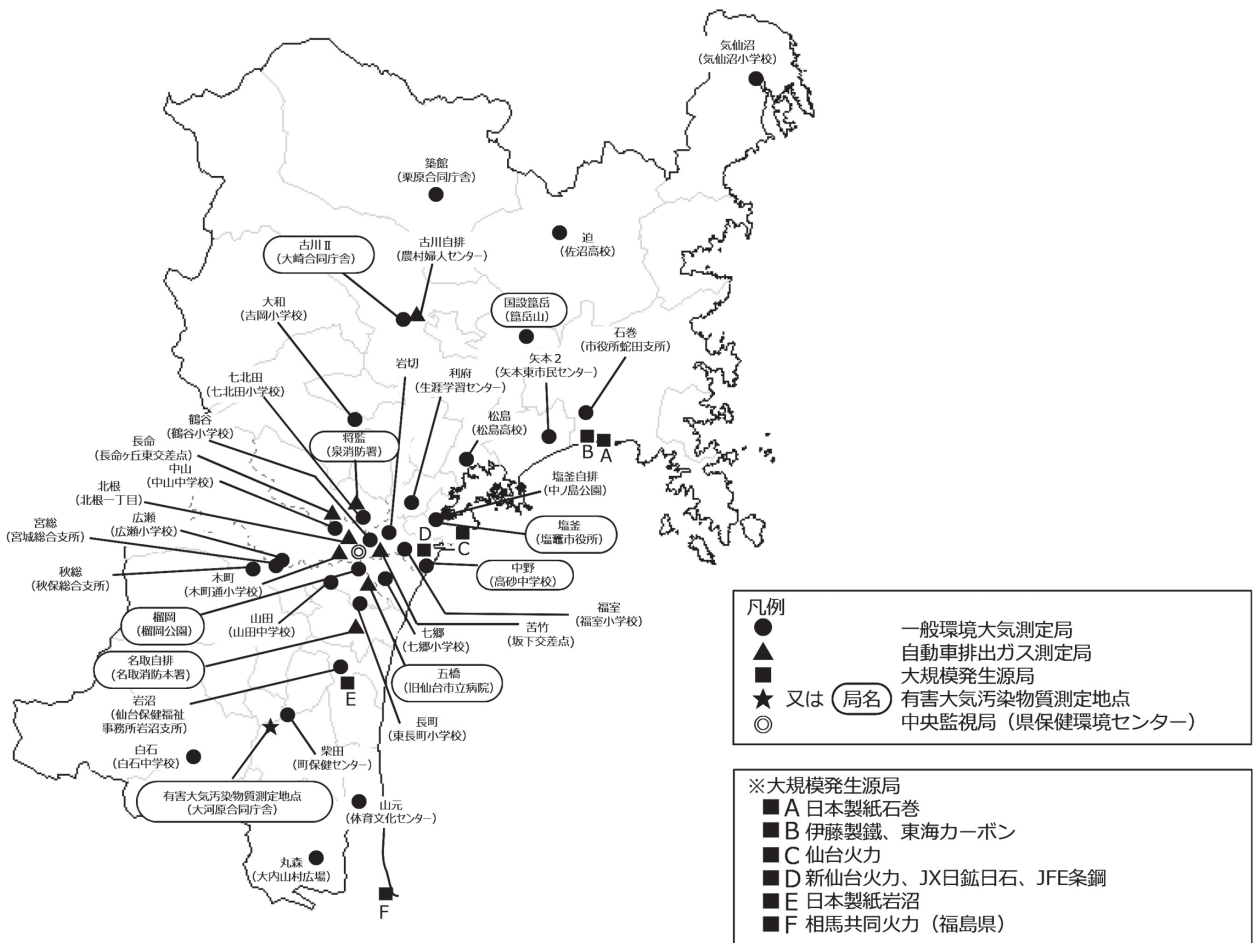 気仙沼
(気仙沼小学校)
築館
(栗原合同庁舎)
迫
(佐沼高校)
古川Ⅱ
(大崎合同庁舎)
古川自排
(農村婦人センター)
国設箆岳
(箆岳山)
大和
(吉岡小学校)
石巻
(市役所蛇田支所)
矢本2
(矢本東市民センター)
岩切
利府
(生涯学習センター)
七北田
(七北田小学校)
松島
(松島高校)
鶴谷
(鶴谷小学校)
将監
(泉消防署)
B
A
長命
(長命ヶ丘東交差点)
中山
(中山中学校)
塩釜自排
(中ノ島公園)
北根
(北根一丁目)
広瀬
(広瀬小学校)
宮総
(宮城総合支所)
塩釜
(塩竈市役所)
D
C
秋総
(秋保総合支所)
木町
(木町通小学校)
中野
(高砂中学校)
榴岡
(榴岡公園)
山田
(山田中学校)
七郷
(七郷小学校)
苦竹
(坂下交差点)
福室
(福室小学校)
名取自排
(名取消防本署)
五橋
(旧仙台市立病院)
岩沼
(仙台保健福祉
事務所岩沼支所)
E
長町
(東長町小学校)
白石
(白石中学校)
柴田
(町保健センター)
有害大気汚染物質測定地点
(大河原合同庁舎)
山元
(体育文化センター)
丸森
(大内山村広場)
F
凡例
● 一般環境大気測定局
▲ 自動車排出ガス測定局
■ 大規模発生源局
★ 又は 局名 有害大気汚染物質測定地点
◎ 中央監視局(県保健環境センター)
※大規模発生源局
■ A 日本製紙石巻
■ B 伊藤製鐵、東海カーボン
■ C 仙台火力
■ D 新仙台火力、JX日鉱日石、JFE条鋼
■ E 日本製紙岩沼
■ F 相馬共同火力(福島県)